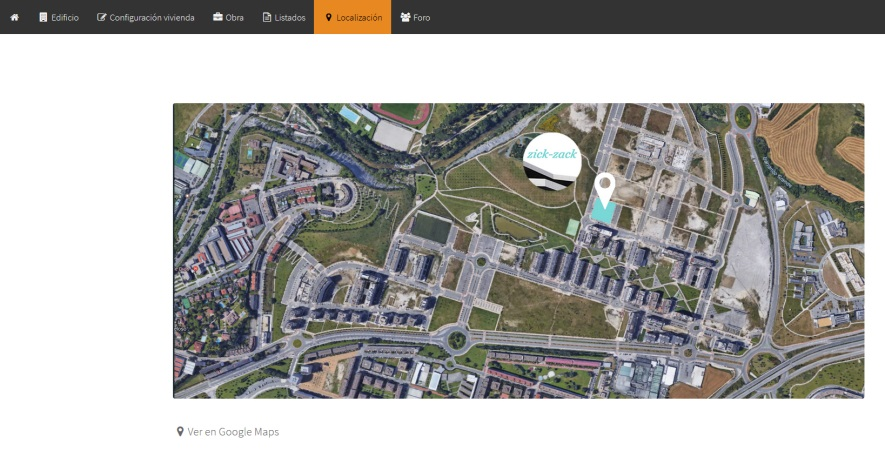 Edificio
Configuración vivienda
Obra
Listados
Localización
Foro
zick-zack
Ver en Google Maps